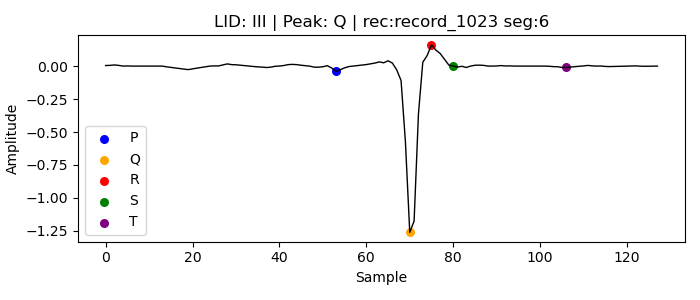 LID: III | Peak: Q | rec:record_1023 seg:6
0.00
−0.25
−0.50
−0.75
−1.00
−1.25
Amplitude
P
Q
R
S
T
0 20 40 60 80 100 120
Sample